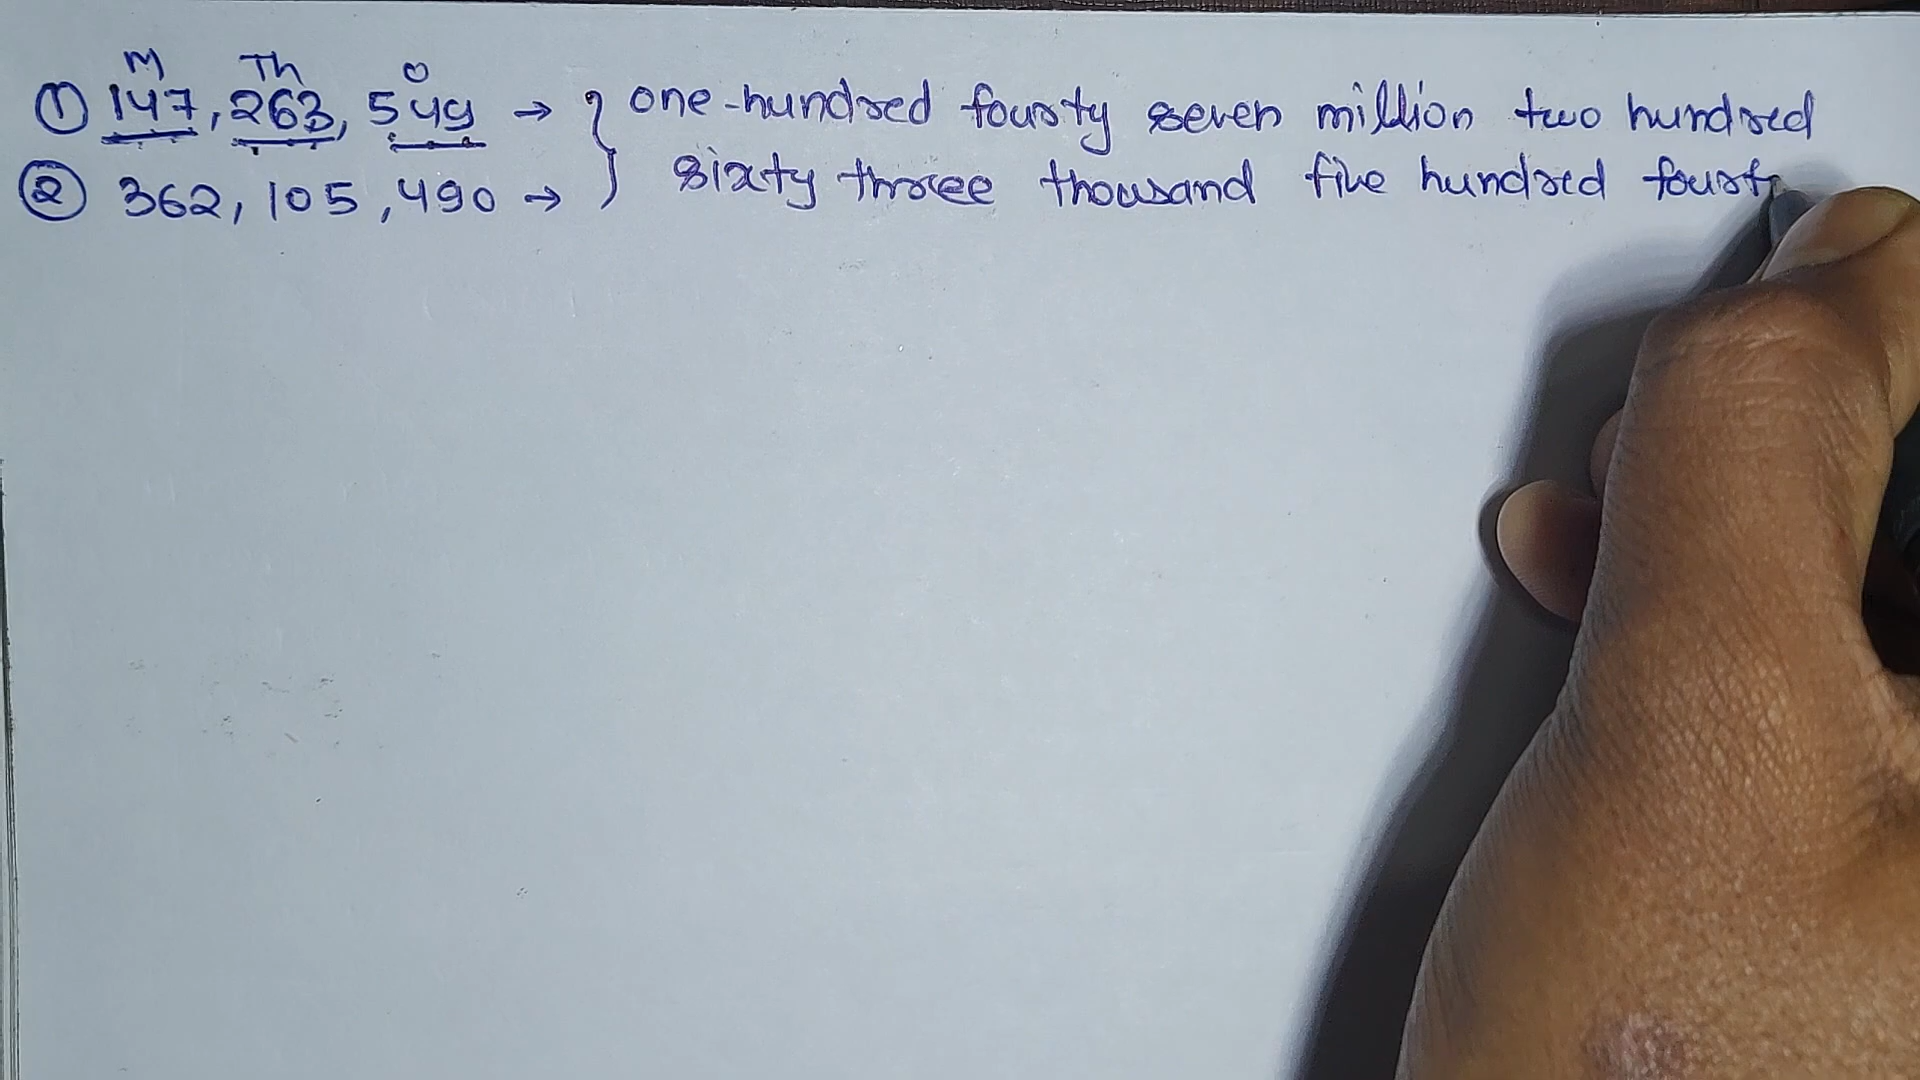 M Th O
① 147, 263, 549 → } one-hundred fourty seven million two hundred
② 362, 105, 490 → sixty three thousand five hundred fourt